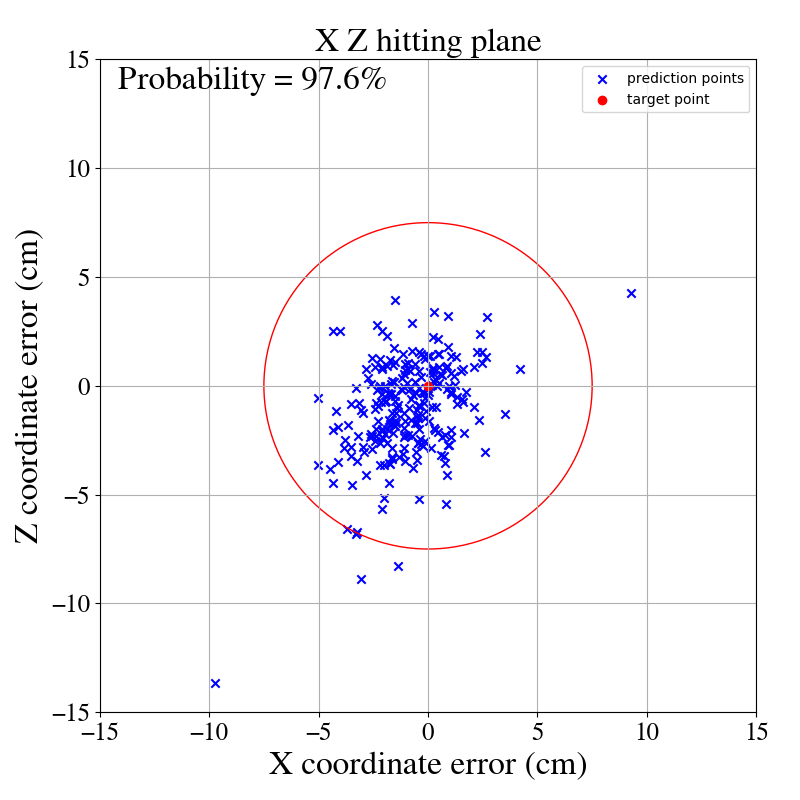 X Z hitting plane
Probability = 97.6%
prediction points
target point
Z coordinate error (cm)
15
10
5
0
−5
−10
−15
−15
−10
−5
0
5
10
15
X coordinate error (cm)